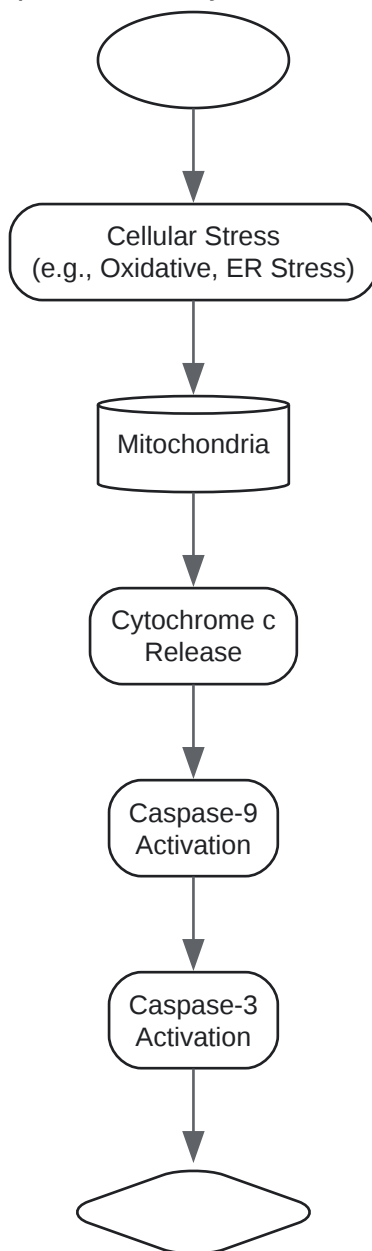 Cellular Stress
(e.g., Oxidative, ER Stress)
Mitochondria
Cytochrome c
Release
Caspase-9
Activation
Caspase-3
Activation